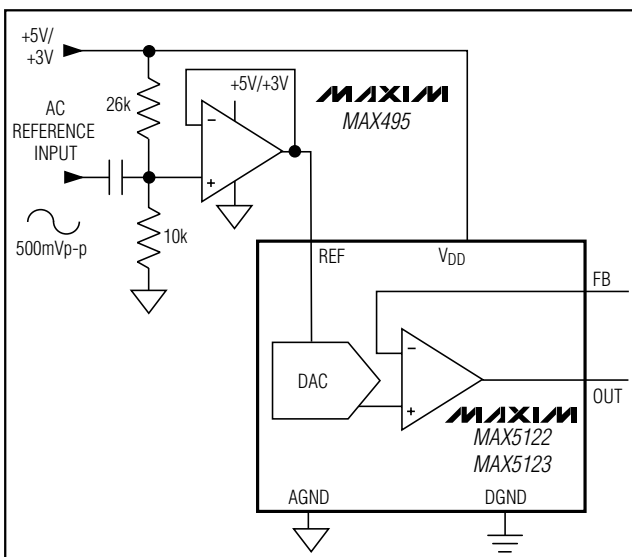 +5V/
+3V
26k
AC
REFERENCE
INPUT
500mVp-p
10k
+5V/+3V
-
+
MAXIM
MAX495
REF
VDD
FB
DAC
-
+
OUT
MAXIM
MAX5122
MAX5123
AGND
DGND